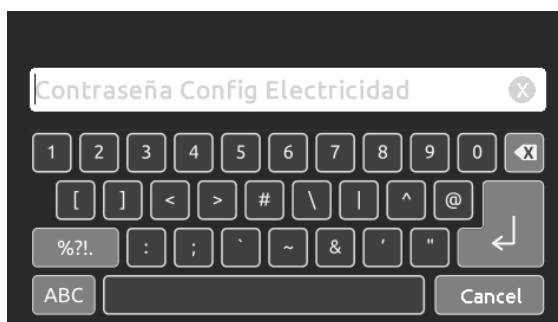 Contraseña Config Electricidad
1 2 3 4 5 6 7 8 9 0
[ ] < > # \ | ^ @
%?!. : ; ` ~ & ' "
ABC Cancel